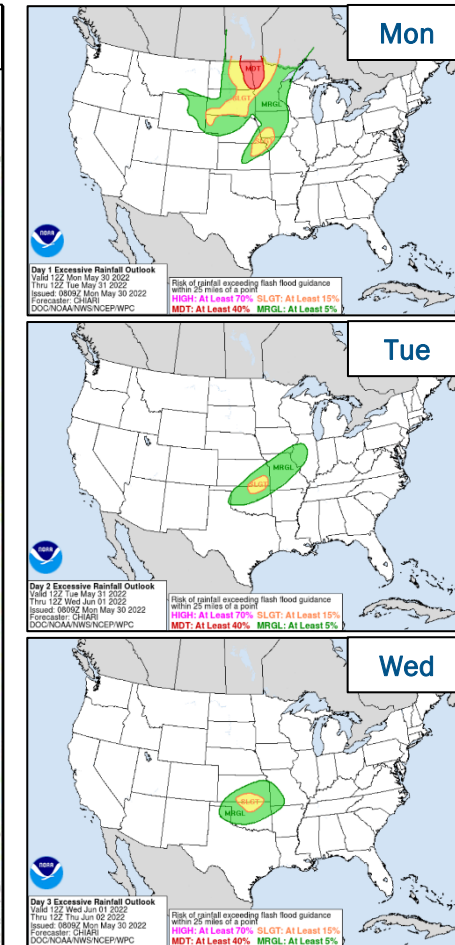 Mon
MDT
SLGT
MRGL
NOAA
Day 1 Excessive Rainfall Outlook
Valid 12Z Mon May 30 2022
Thru 12Z Tue May 31 2022
Issued: 0809Z Mon May 30 2022
Forecaster: CHIARI
DOC/NOAA/NWS/NCEP/WPC
Risk of rainfall exceeding flash flood guidance
within 25 miles of a point
HIGH: At Least 70% SLGT: At Least 15%
MDT: At Least 40% MRGL: At Least 5%
Tue
MRGL
SLGT
NOAA
Day 2 Excessive Rainfall Outlook
Valid 12Z Tue May 31 2022
Thru 12Z Wed Jun 01 2022
Issued: 0809Z Mon May 30 2022
Forecaster: CHIARI
DOC/NOAA/NWS/NCEP/WPC
Risk of rainfall exceeding flash flood guidance
within 25 miles of a point
HIGH: At Least 70% SLGT: At Least 15%
MDT: At Least 40% MRGL: At Least 5%
Wed
SLGT
MRGL
NOAA
Day 3 Excessive Rainfall Outlook
Valid 12Z Wed Jun 01 2022
Thru 12Z Thu Jun 02 2022
Issued: 0809Z Mon May 30 2022
Forecaster: CHIARI
DOC/NOAA/NWS/NCEP/WPC
Risk of rainfall exceeding flash flood guidance
within 25 miles of a point
HIGH: At Least 70% SLGT: At Least 15%
MDT: At Least 40% MRGL: At Least 5%